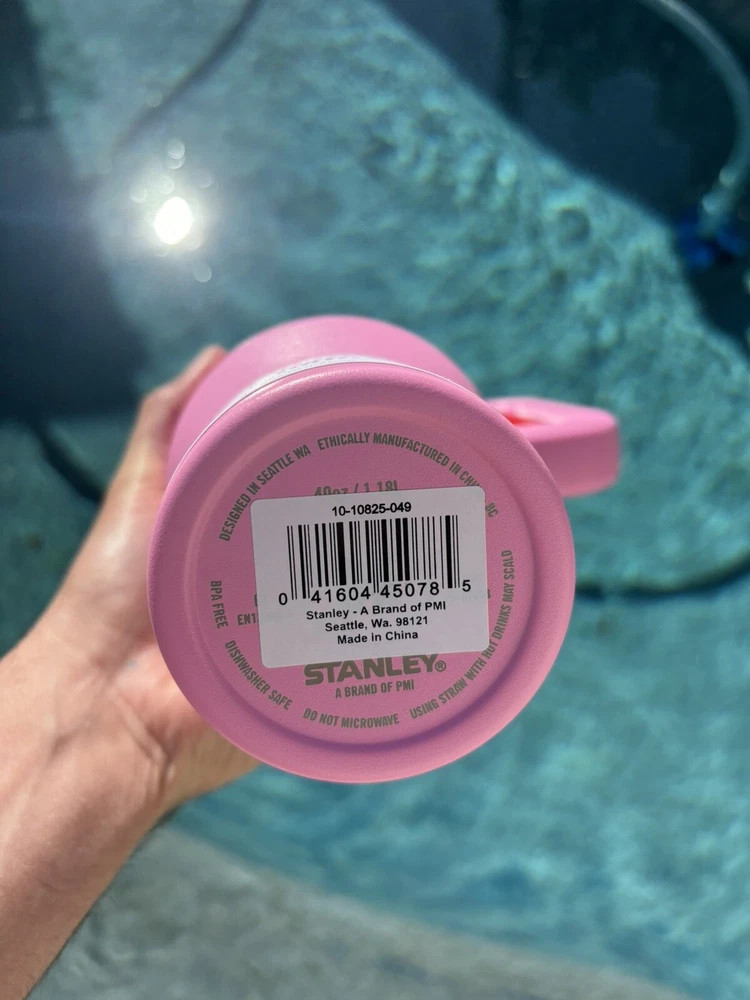 DESIGNED IN SEATTLE WA
ETHICALLY MANUFACTURED IN
40oz / 1.18L
10-10825-049
0 41604 45078 5
Stanley - A Brand of PMI
Seattle, Wa. 98121
Made in China
STANLEY®
A BRAND OF PMI
BPA FREE
DISHWASHER SAFE
DO NOT MICROWAVE
USING STRAW WITH HOT DRINKS MAY SCALD